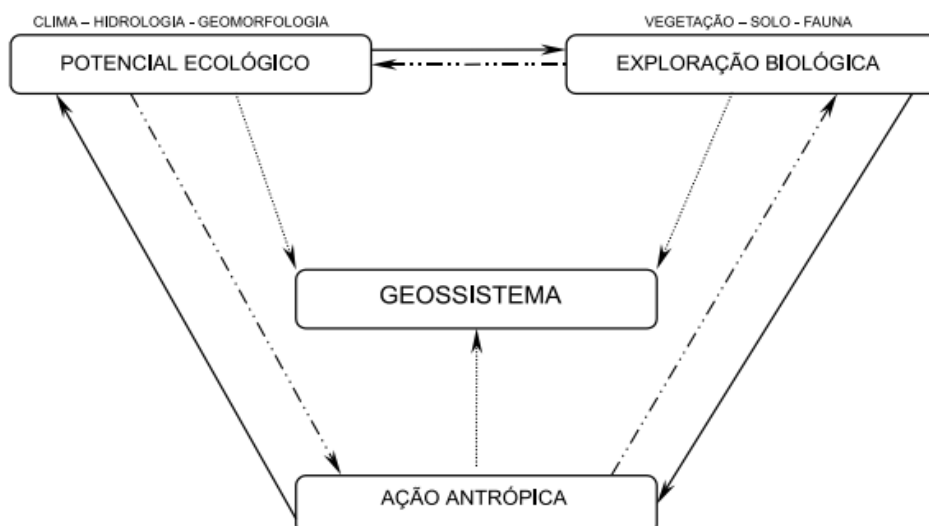 CLIMA – HIDROLOGIA - GEOMORFOLOGIA
VEGETAÇÃO – SOLO - FAUNA
POTENCIAL ECOLÓGICO
EXPLORAÇÃO BIOLÓGICA
GEOSSISTEMA
AÇÃO ANTRÓPICA